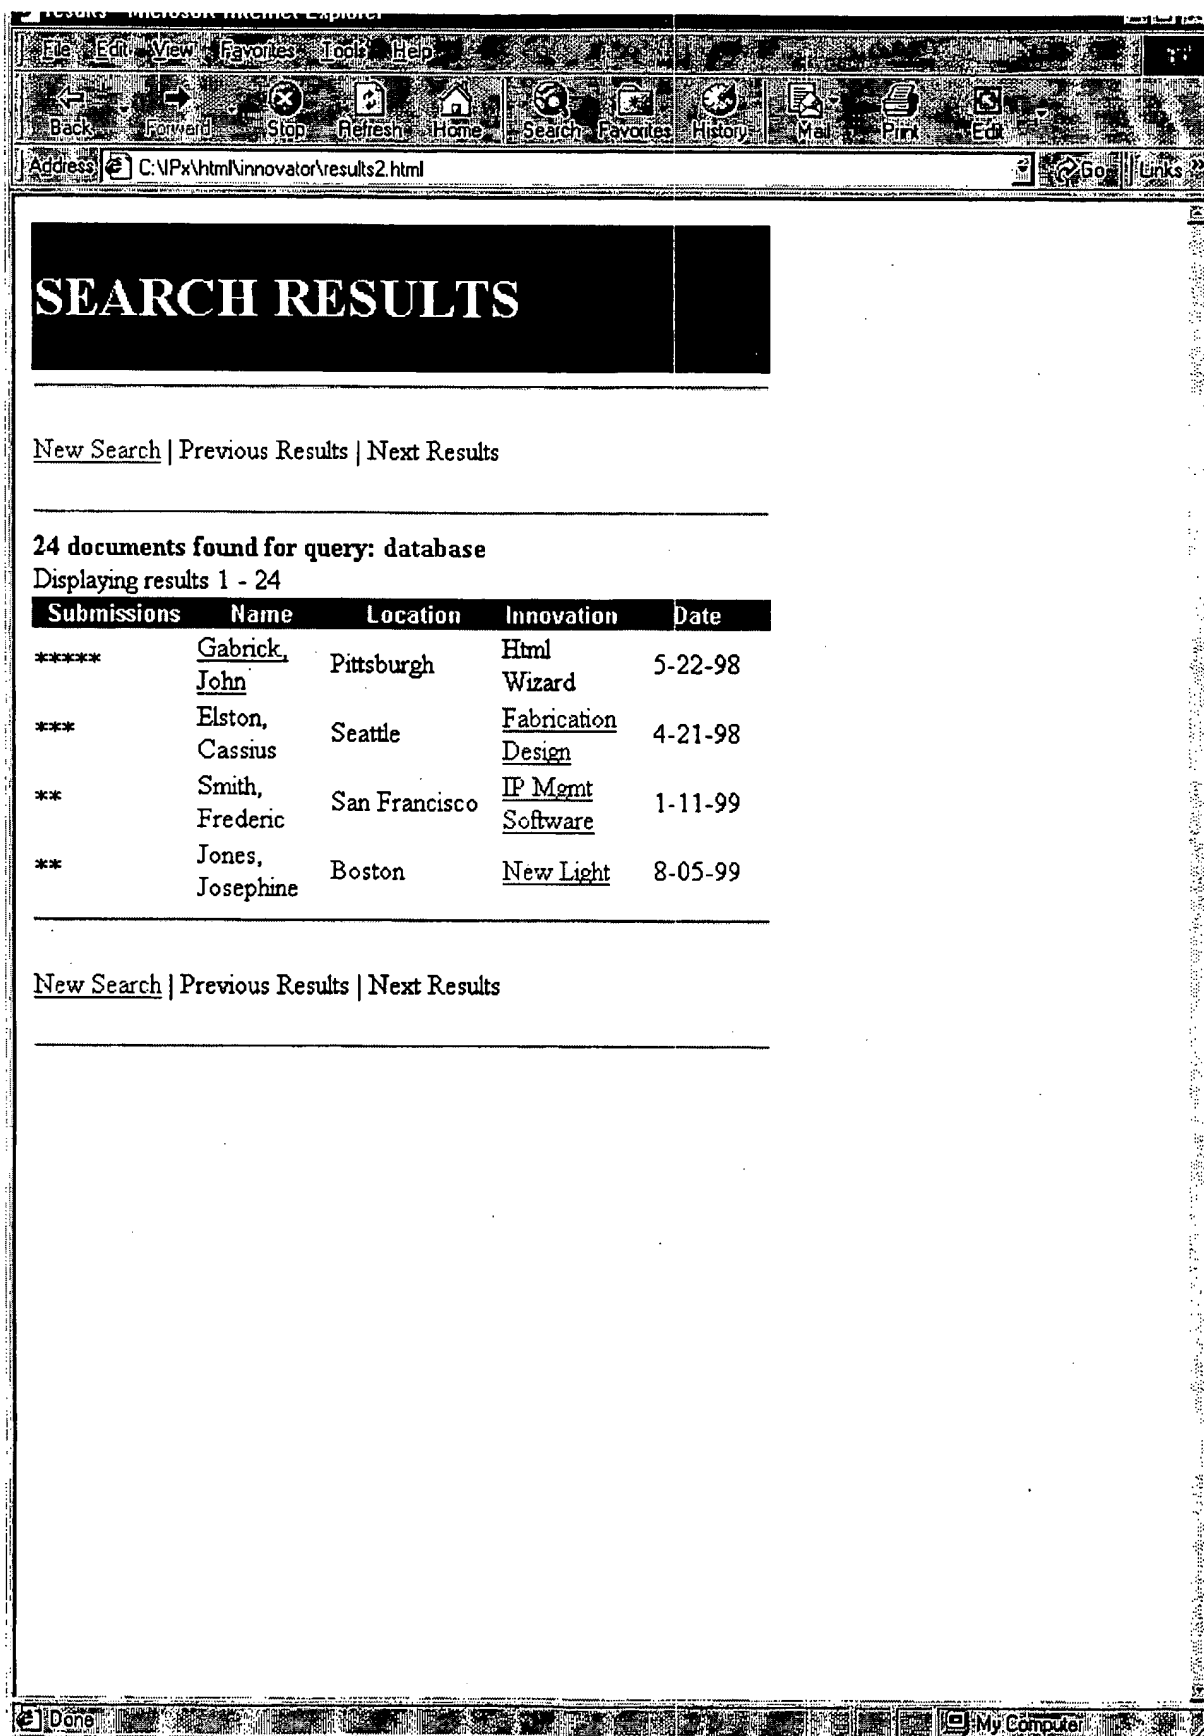 results - Microsoft Internet Explorer
File Edit View Favorites Tools Help
Back Forward Stop Refresh Home Search Favorites History Mail Print Edit
Address C:\IPx\html\innovator\results2.html Go Links »
SEARCH RESULTS
New Search | Previous Results | Next Results
24 documents found for query: database
Displaying results 1 - 24
Submissions Name Location Innovation Date
***** Gabrick, John Pittsburgh Html Wizard 5-22-98
*** Elston, Cassius Seattle Fabrication Design 4-21-98
** Smith, Frederic San Francisco IP Mgmt Software 1-11-99
** Jones, Josephine Boston New Light 8-05-99
New Search | Previous Results | Next Results
Done My Computer